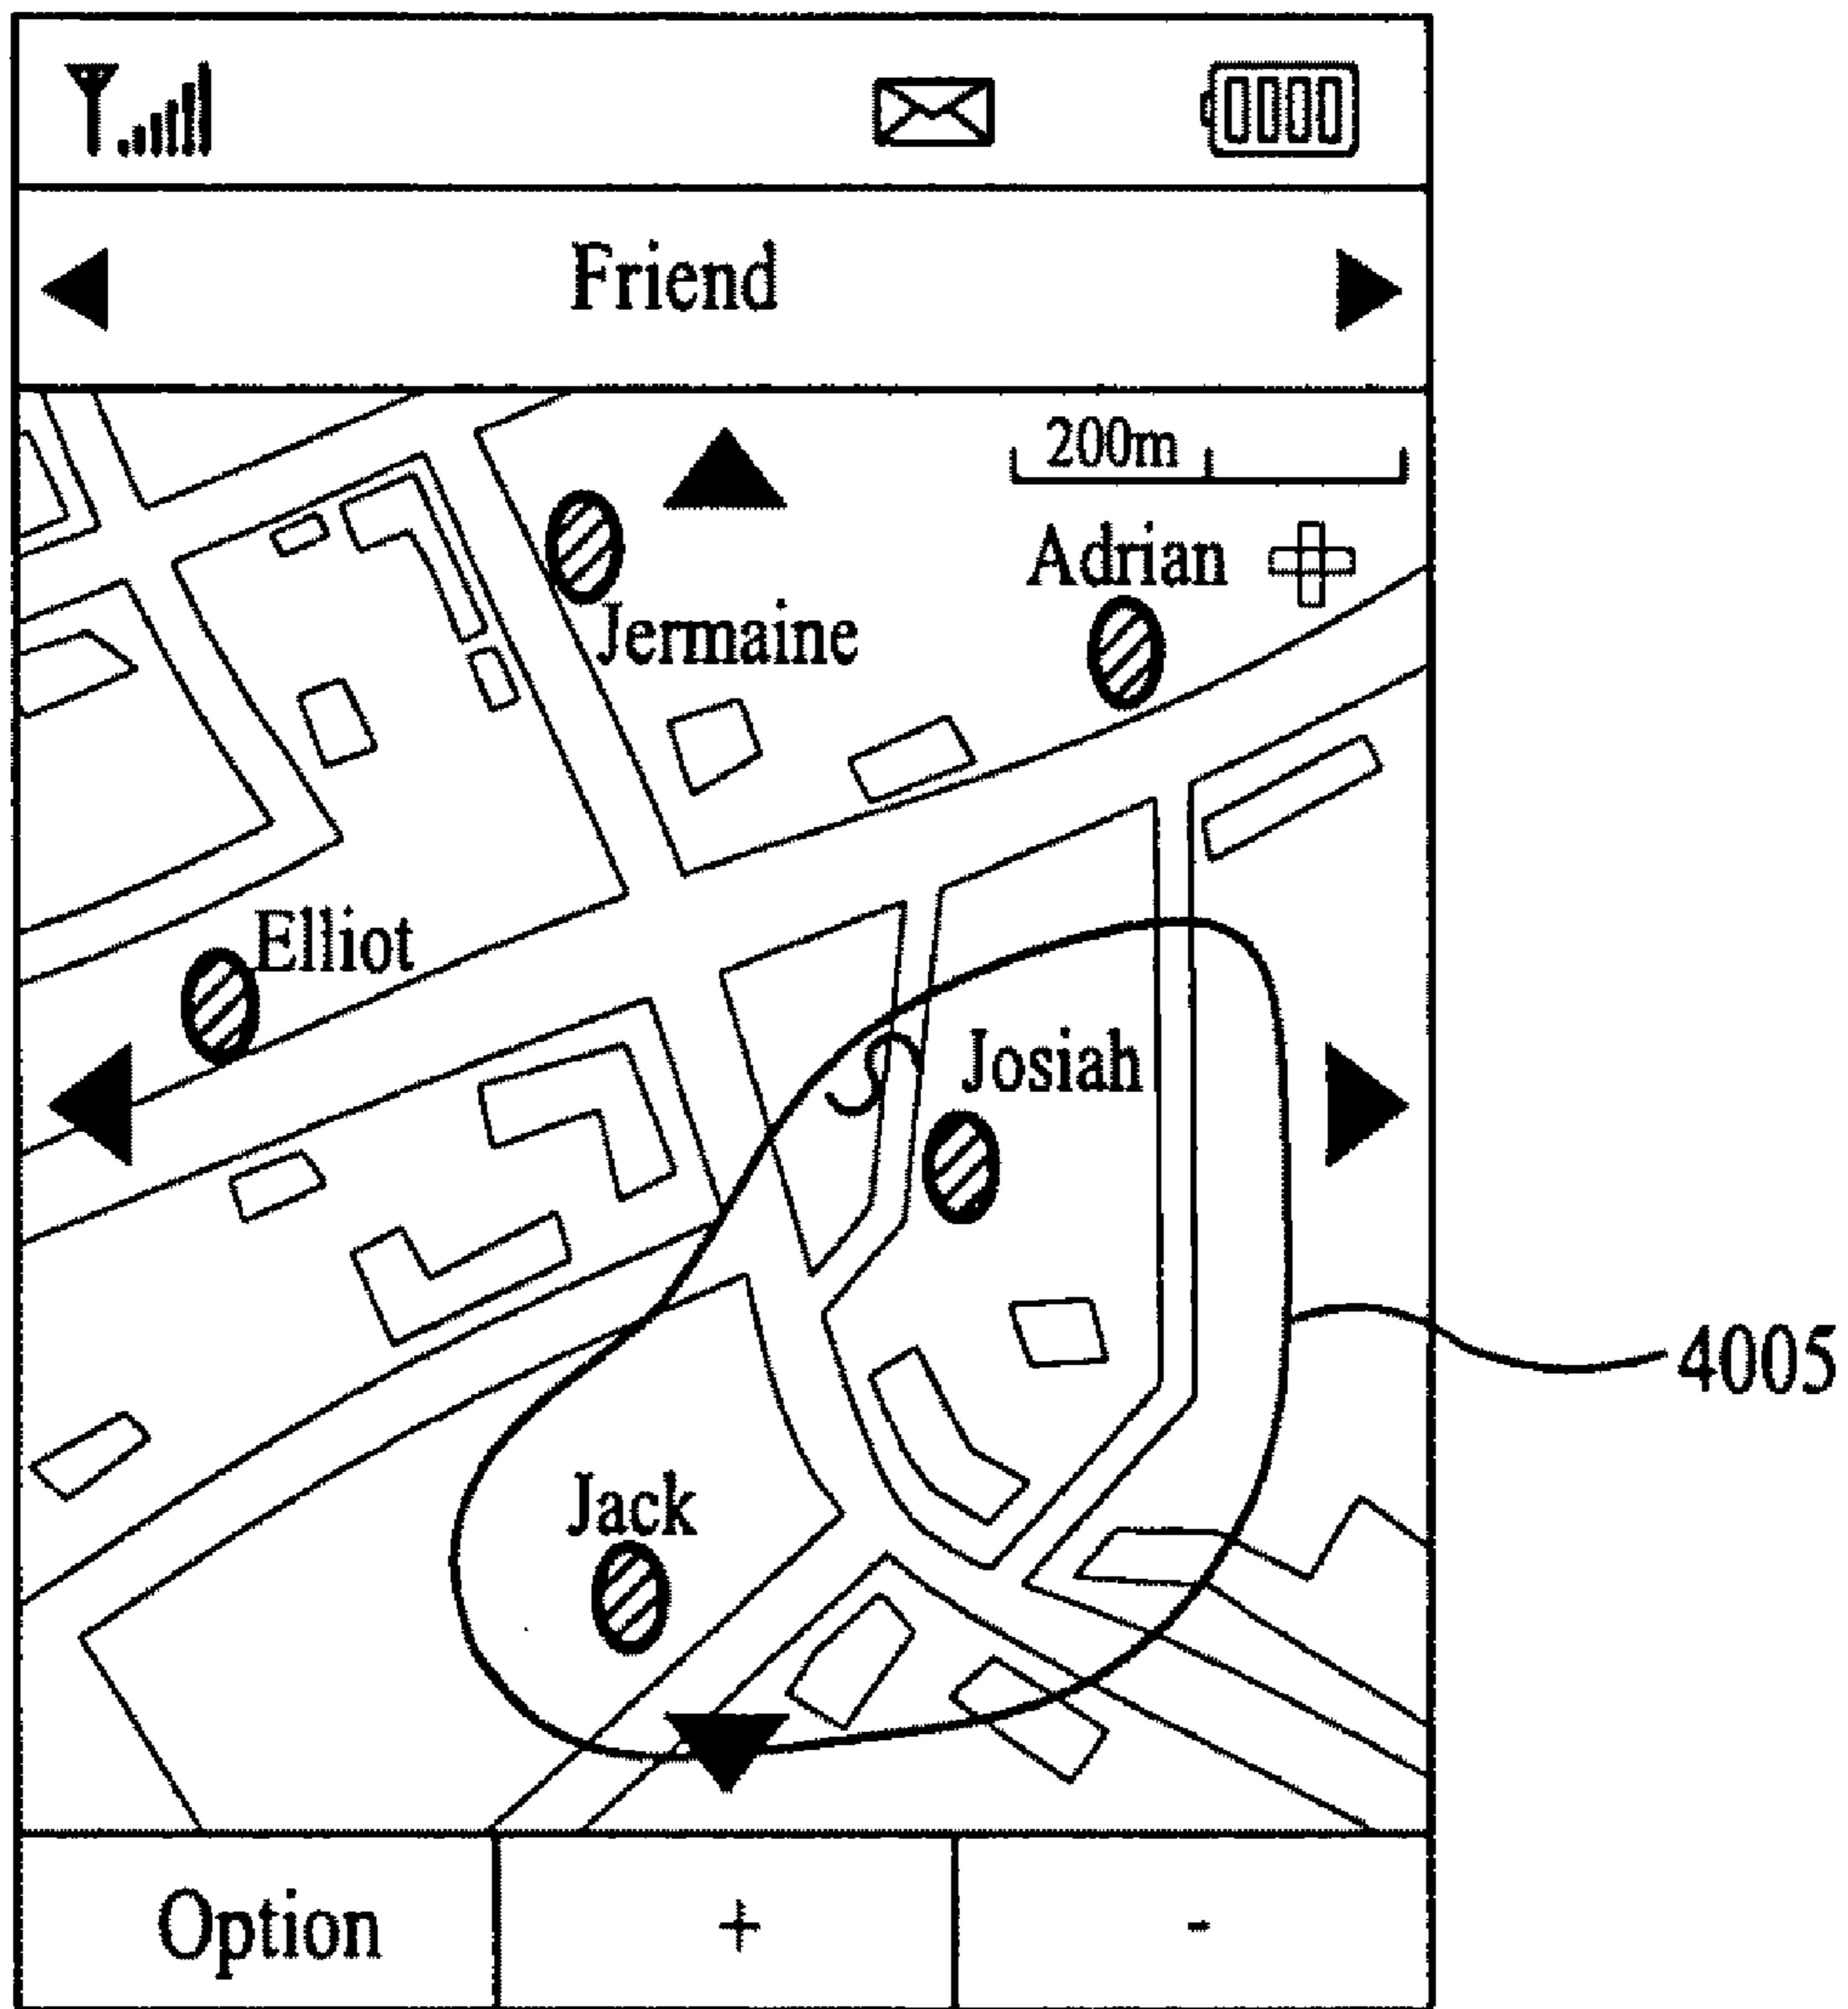 Friend
200m
Adrian
Jermaine
Elliot
Josiah
4005
Jack
Option
+
-